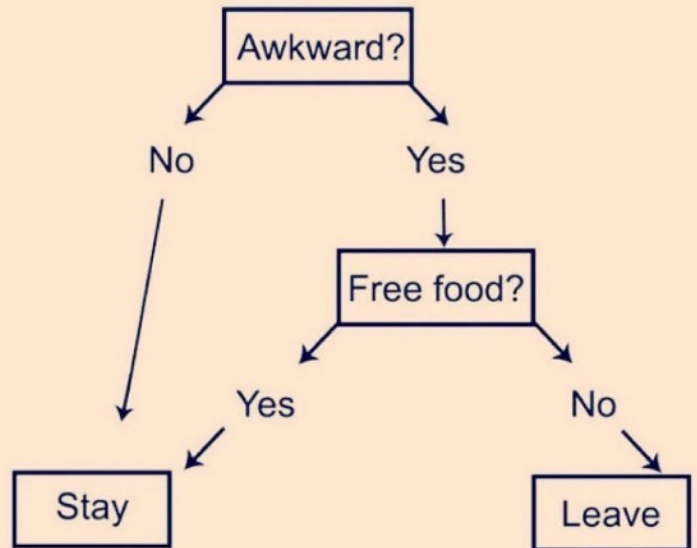 Awkward?
No
Yes
Free food?
Yes
No
Stay
Leave